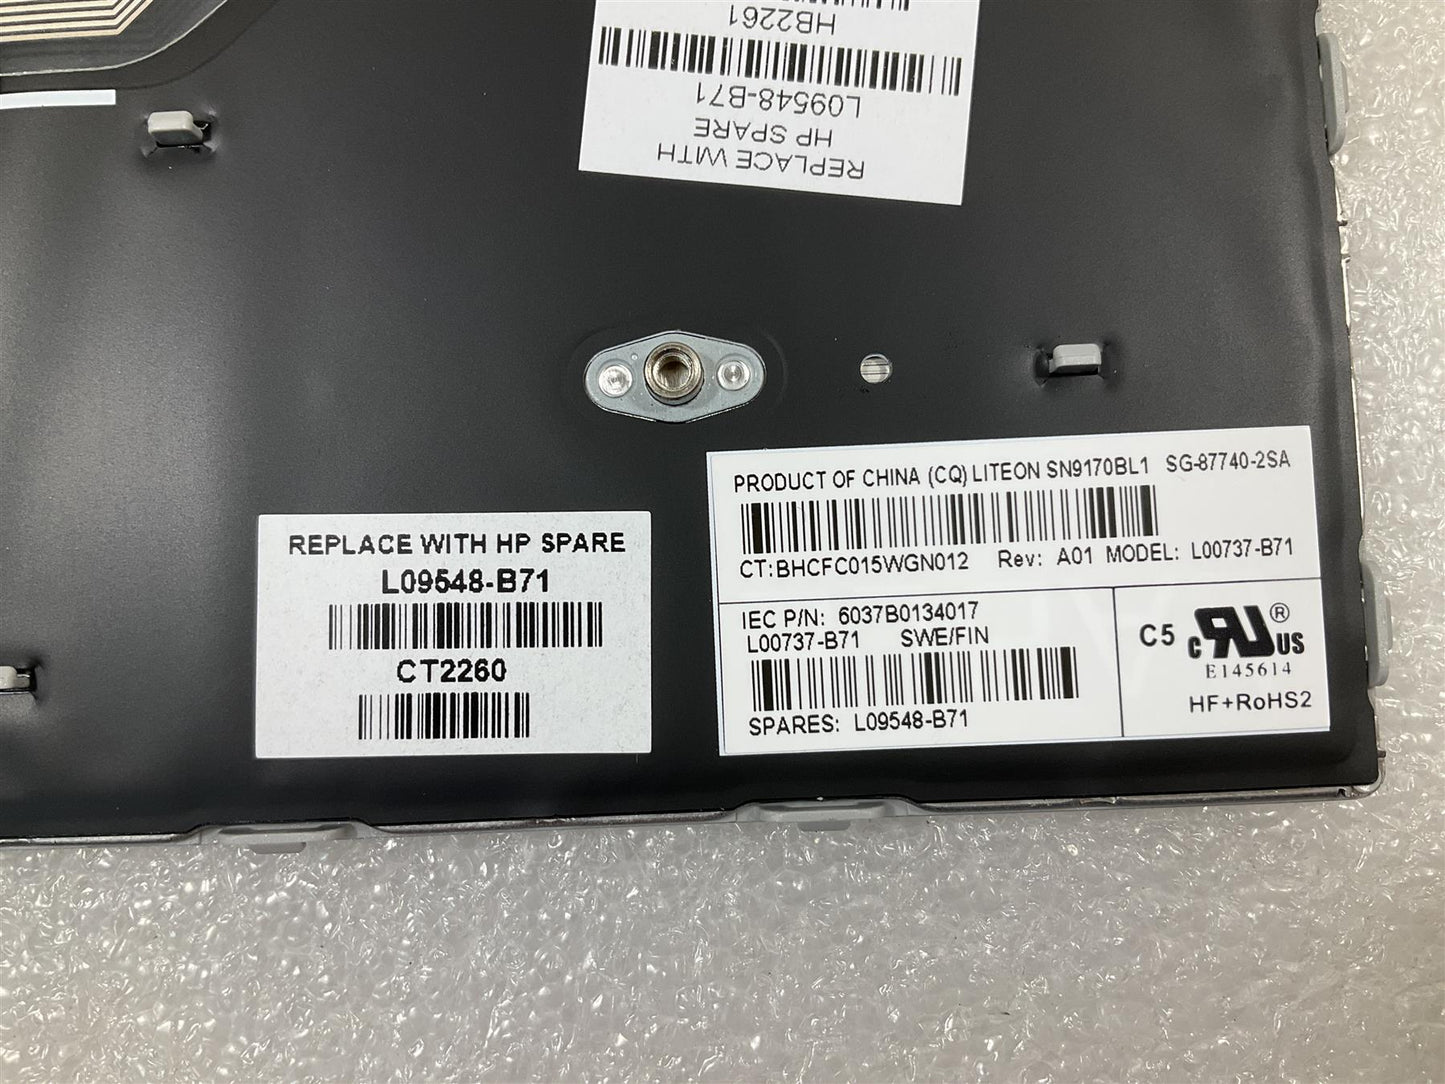 HB2261
L09548-B71
HP SPARE
REPLACE WITH
REPLACE WITH HP SPARE
L09548-B71
CT2260
PRODUCT OF CHINA (CQ) LITEON SN9170BL1 SG-87740-2SA
CT:BHCFC015WGN012 Rev: A01 MODEL: L00737-B71
IEC P/N: 6037B0134017
L00737-B71 SWE/FIN
SPARES: L09548-B71
C5 c RU ® US
E145614
HF+RoHS2